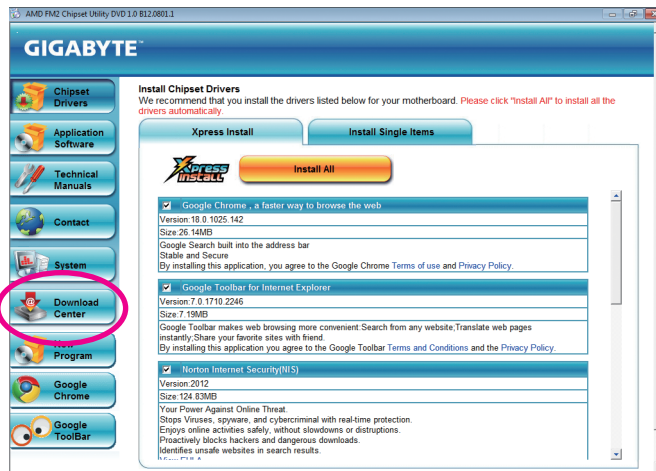 AMD FM2 Chipset Utility DVD 1.0 B12.0801.1
GIGABYTE™
Chipset
Drivers
Application
Software
Technical
Manuals
Contact
System
Download
Center
New
Program
Google
Chrome
Google
ToolBar
Install Chipset Drivers
We recommend that you install the drivers listed below for your motherboard. Please click "Install All" to install all the
drivers automatically.
Xpress Install
Install Single Items
Xpress
Install
Install All
Google Chrome , a faster way to browse the web
Version:18.0.1025.142
Size:26.14MB
Google Search built into the address bar
Stable and Secure
By installing this application, you agree to the Google Chrome Terms of use and Privacy Policy.
Google Toolbar for Internet Explorer
Version:7.0.1710.2246
Size:7.19MB
Google Toolbar makes web browsing more convenient:Search from any website;Translate web pages
instantly;Share your favorite sites with friend.
By installing this application you agree to the Google Toolbar Terms and Conditions and the Privacy Policy.
Norton Internet Security(NIS)
Version:2012
Size:124.83MB
Your Power Against Online Threat.
Stops Viruses, spyware, and cybercriminal with real-time protection.
Enjoys online activities safely, without slowdowns or distruptions.
Proactively blocks hackers and dangerous downloads.
Identifies unsafe websites in search results.
View EULA